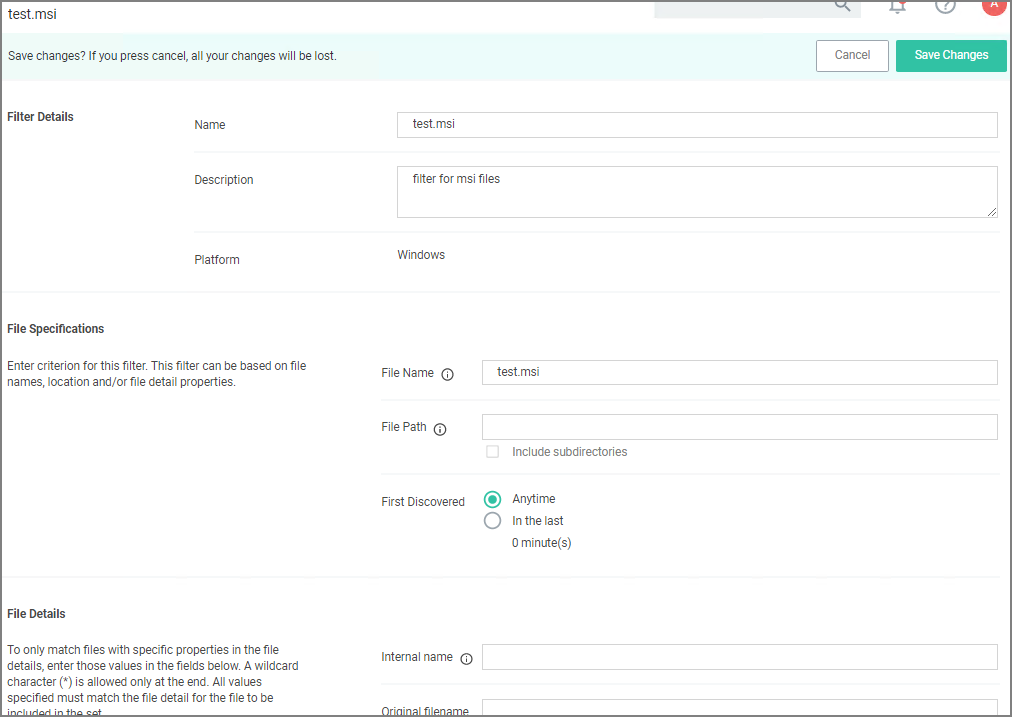 test.msi
A
Save changes? If you press cancel, all your changes will be lost.
Cancel
Save Changes
Filter Details
Name
test.msi
Description
filter for msi files
Platform
Windows
File Specifications
Enter criterion for this filter. This filter can be based on file
names, location and/or file detail properties.
File Name
test.msi
File Path
Include subdirectories
First Discovered
Anytime
In the last
0 minute(s)
File Details
To only match files with specific properties in the file
details, enter those values in the fields below. A wildcard
character (*) is allowed only at the end. All values
specified must match the file detail for the file to be
included in the set.
Internal name
Original filename